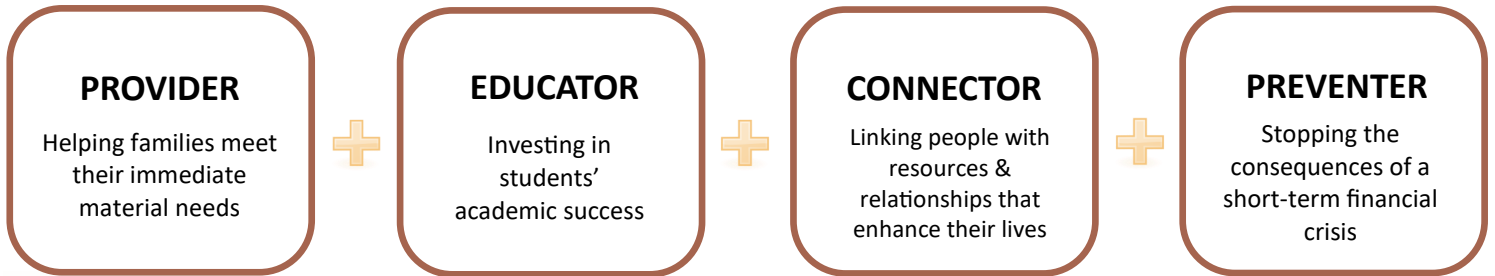 PROVIDER
Helping families meet
their immediate
material needs
EDUCATOR
Investing in
students’
academic success
CONNECTOR
Linking people with
resources &
relationships that
enhance their lives
PREVENTER
Stopping the
consequences of a
short-term financial
crisis